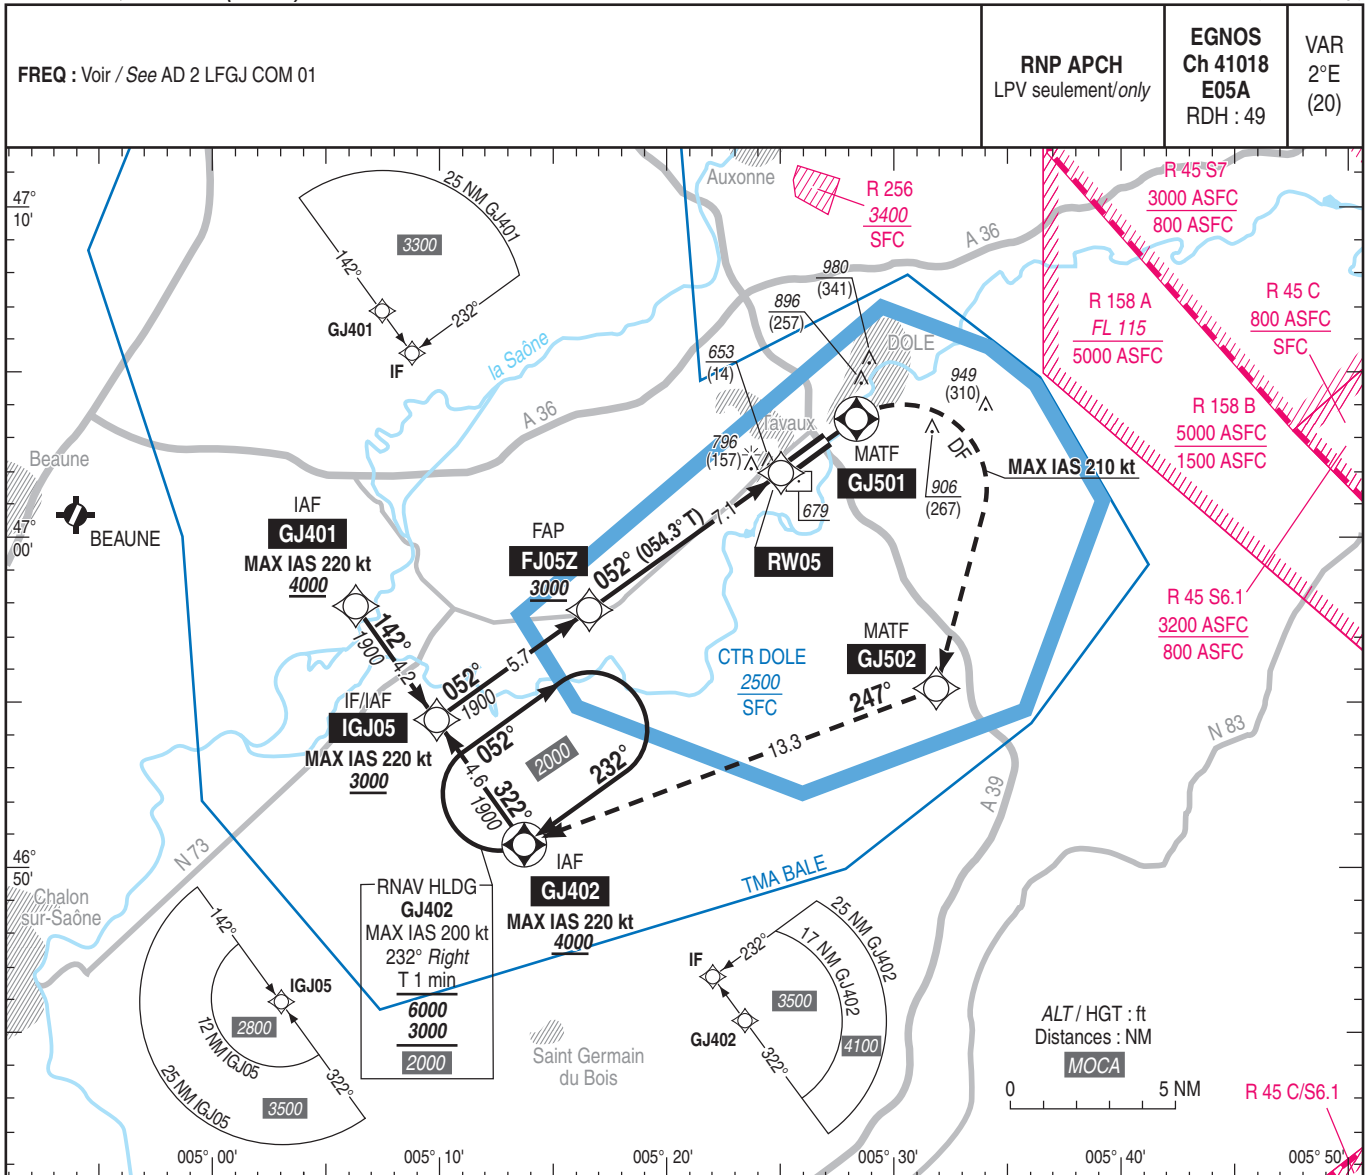 FREQ : Voir / See AD 2 LFGJ COM 01
RNP APCH
LPV seulement/only
EGNOS
Ch 41018
E05A
RDH : 49
VAR
2°E
(20)
47°
10'
25 NM GJ401
3300
142°
232°
GJ401
IF
Auxonne
R 256
3400
SFC
A 36
R 45 S7
3000 ASFC
800 ASFC
R 158 A
FL 115
5000 ASFC
R 45 C
800 ASFC
SFC
980
(341)
896
(257)
DOLE
653
(14)
949
(310)
la Saône
A 36
Tavaux
796
(157)
MATF
GJ501
DF
MAX IAS 210 kt
906
(267)
679
R 158 B
5000 ASFC
1500 ASFC
Beaune
BEAUNE
47°
00'
IAF
GJ401
MAX IAS 220 kt
4000
FAP
FJ05Z
3000
052° (054.3° T)
7.1
RW05
R 45 S6.1
3200 ASFC
800 ASFC
142°
1900
4.2
052°
1900
5.7
CTR DOLE
2500
SFC
MATF
GJ502
247°
13.3
IF/IAF
IGJ05
MAX IAS 220 kt
3000
052°
2000
232°
4.6
322°
1900
N 83
A 39
N 73
46°
50'
IAF
GJ402
MAX IAS 220 kt
4000
TMA BALE
Chalon
sur-Saône
RNAV HLDG
GJ402
MAX IAS 200 kt
232° Right
T 1 min
6000
3000
2000
142°
IGJ05
2800
12 NM IGJ05
25 NM IGJ05
3500
322°
Saint Germain
du Bois
25 NM GJ402
17 NM GJ402
IF
232°
3500
GJ402
4100
322°
ALT / HGT : ft
Distances : NM
MOCA
0
5 NM
R 45 C/S6.1
005° 00'
005° 10'
005° 20'
005° 30'
005° 40'
005° 50'